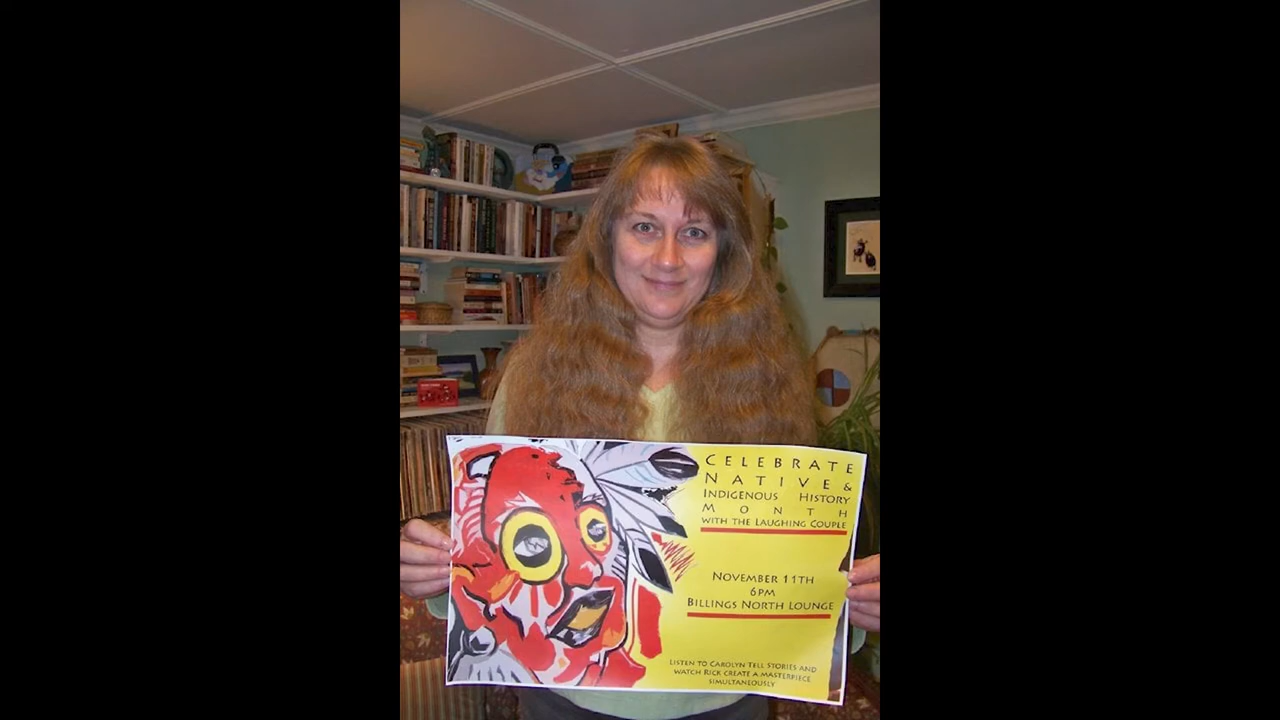 CELEBRATE
NATIVE &
INDIGENOUS HISTORY
MONTH
WITH THE LAUGHING COUPLE
NOVEMBER 11TH
6PM
BILLINGS NORTH LOUNGE
LISTEN TO CAROLYN TELL STORIES AND
WATCH RICK CREATE A MASTERPIECE
SIMULTANEOUSLY